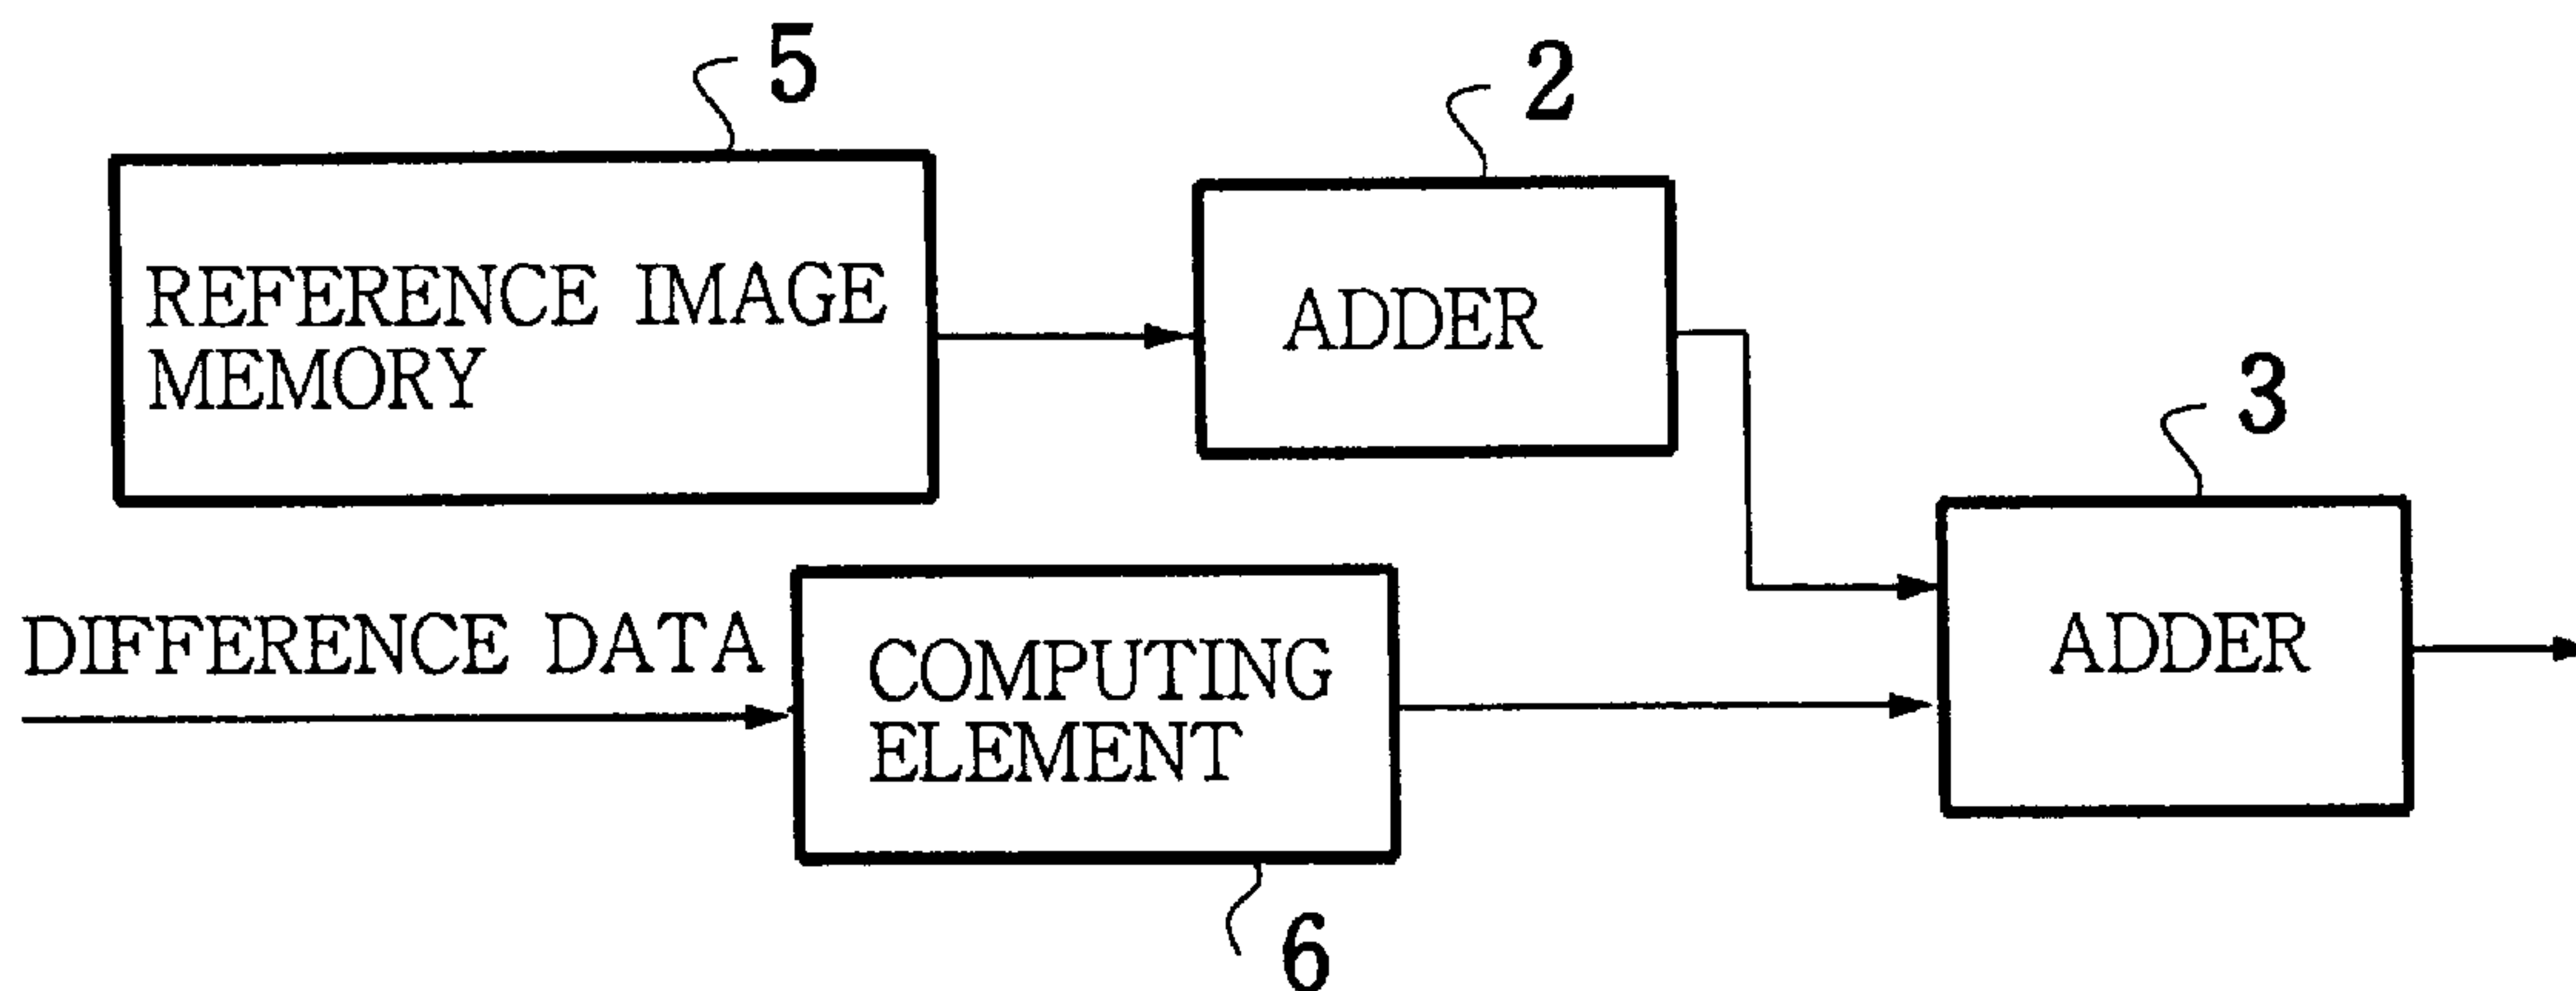 5
2
REFERENCE IMAGE
MEMORY
ADDER
3
DIFFERENCE DATA
COMPUTING
ELEMENT
ADDER
6